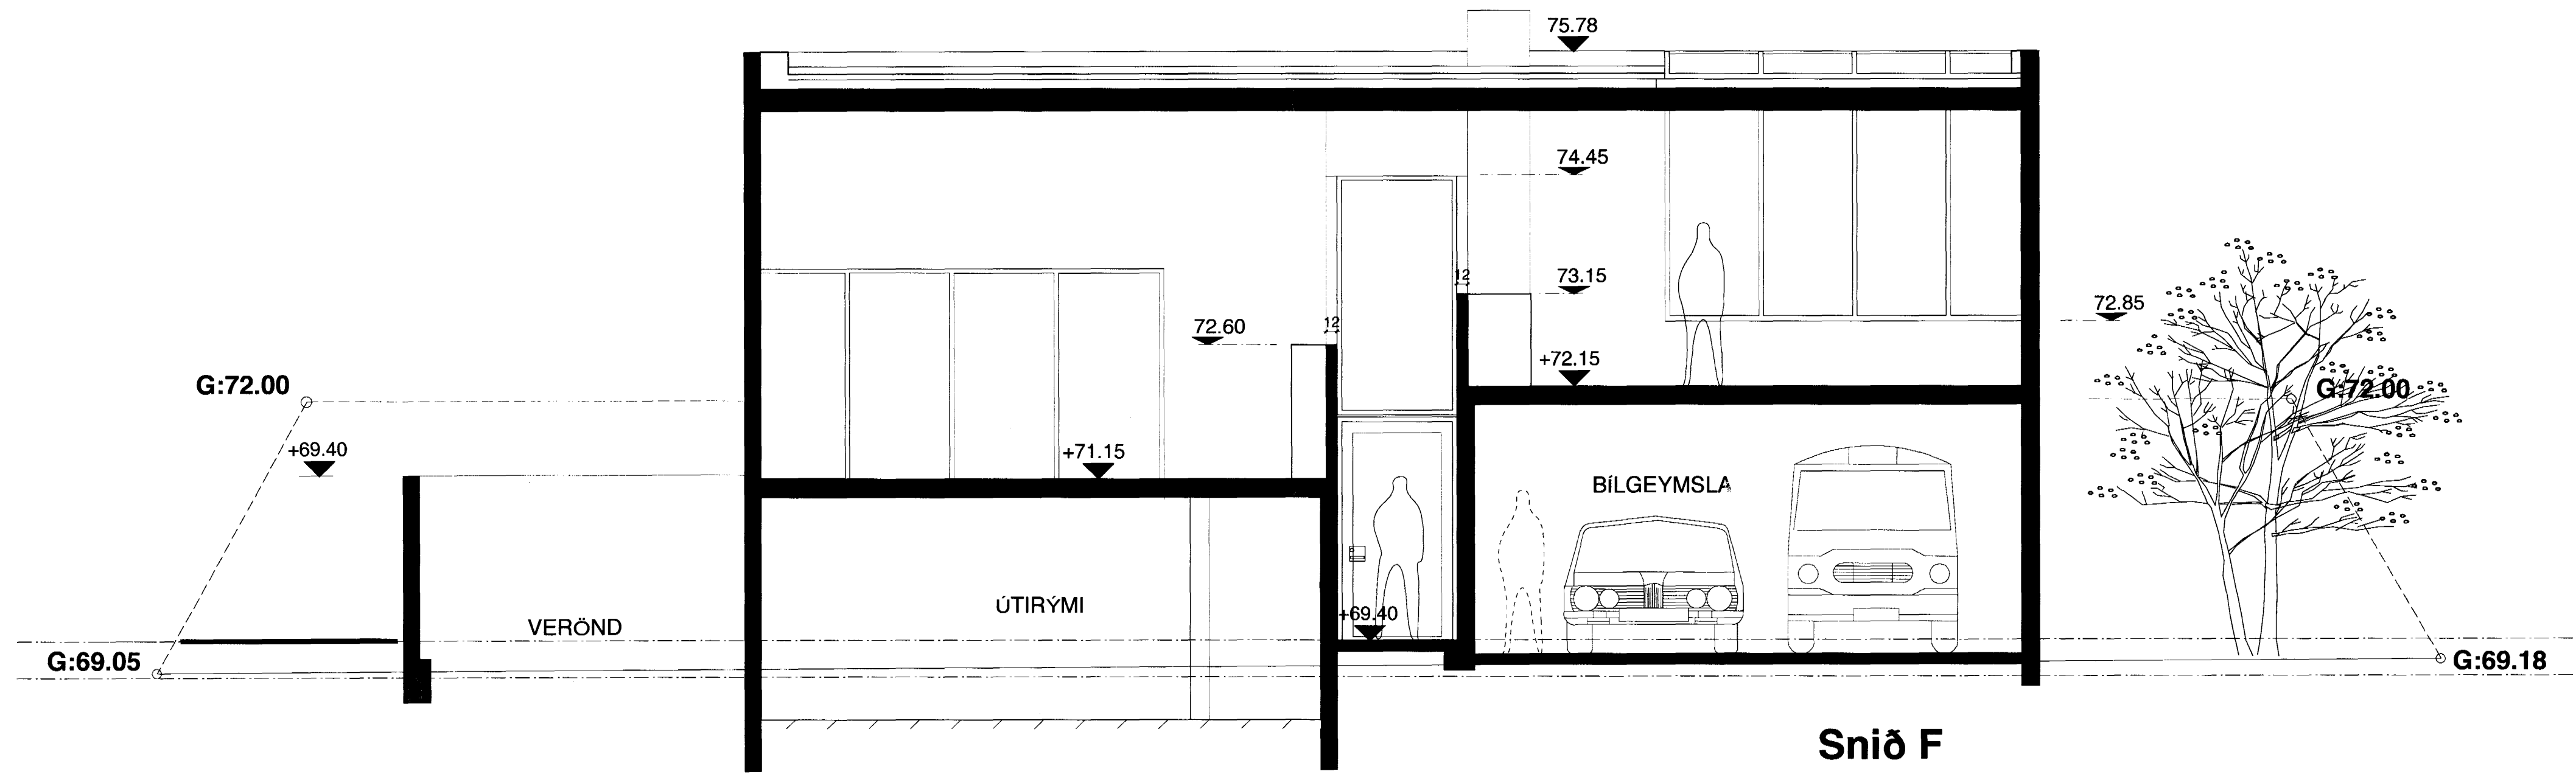 75.78
74.45
12
73.15
72.85
12
72.60
+72.15
G:72.00
G:72.00
+69.40
+71.15
BÍLGEYMSLA
ÚTIRÝMI
+69.40
VERÖND
G:69.05
G:69.18
Snið F